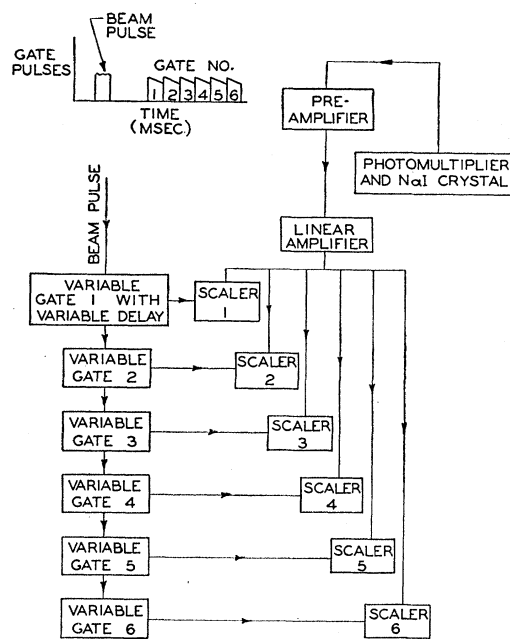 BEAM
PULSE
GATE
PULSES
GATE NO.
1 2 3 4 5 6
TIME
(MSEC.)
PRE-
AMPLIFIER
PHOTOMULTIPLIER
AND NaI CRYSTAL
LINEAR
AMPLIFIER
BEAM PULSE
VARIABLE
GATE 1 WITH
VARIABLE DELAY
SCALER
1
VARIABLE
GATE 2
SCALER
2
VARIABLE
GATE 3
SCALER
3
VARIABLE
GATE 4
SCALER
4
VARIABLE
GATE 5
SCALER
5
VARIABLE
GATE 6
SCALER
6